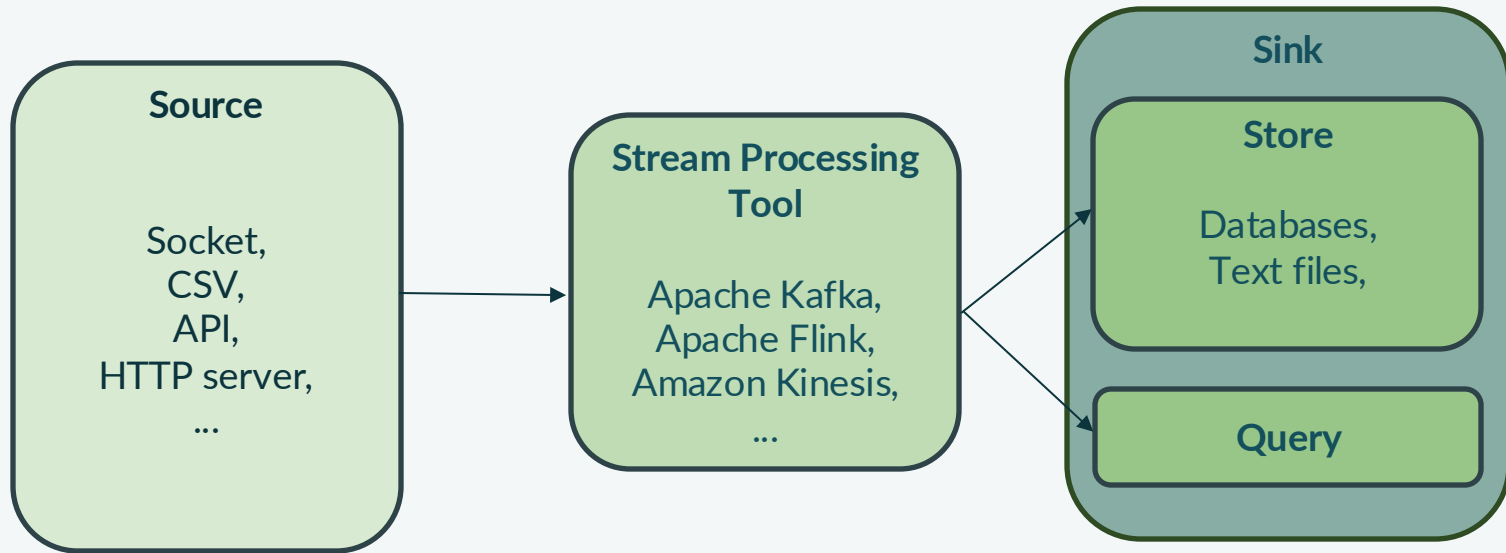 Source
Socket,
CSV,
API,
HTTP server,
...
Stream Processing
Tool
Apache Kafka,
Apache Flink,
Amazon Kinesis,
...
Sink
Store
Databases,
Text files,
Query